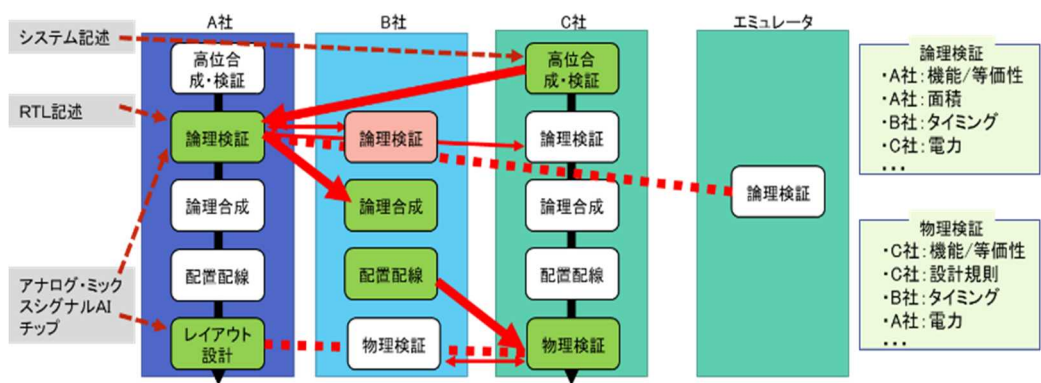 A社
B社
C社
エミュレータ
システム記述
RTL記述
アナログ・ミック
スシグナルAI
チップ
高位合
成・検証
論理検証
論理合成
配置配線
レイアウト
設計
論理検証
論理合成
配置配線
物理検証
高位合
成・検証
論理検証
論理合成
配置配線
物理検証
論理検証
論理検証
・A社:機能/等価性
・A社:面積
・B社:タイミング
・C社:電力
・・・
物理検証
・C社:機能/等価性
・C社:設計規則
・B社:タイミング
・A社:電力
・・・